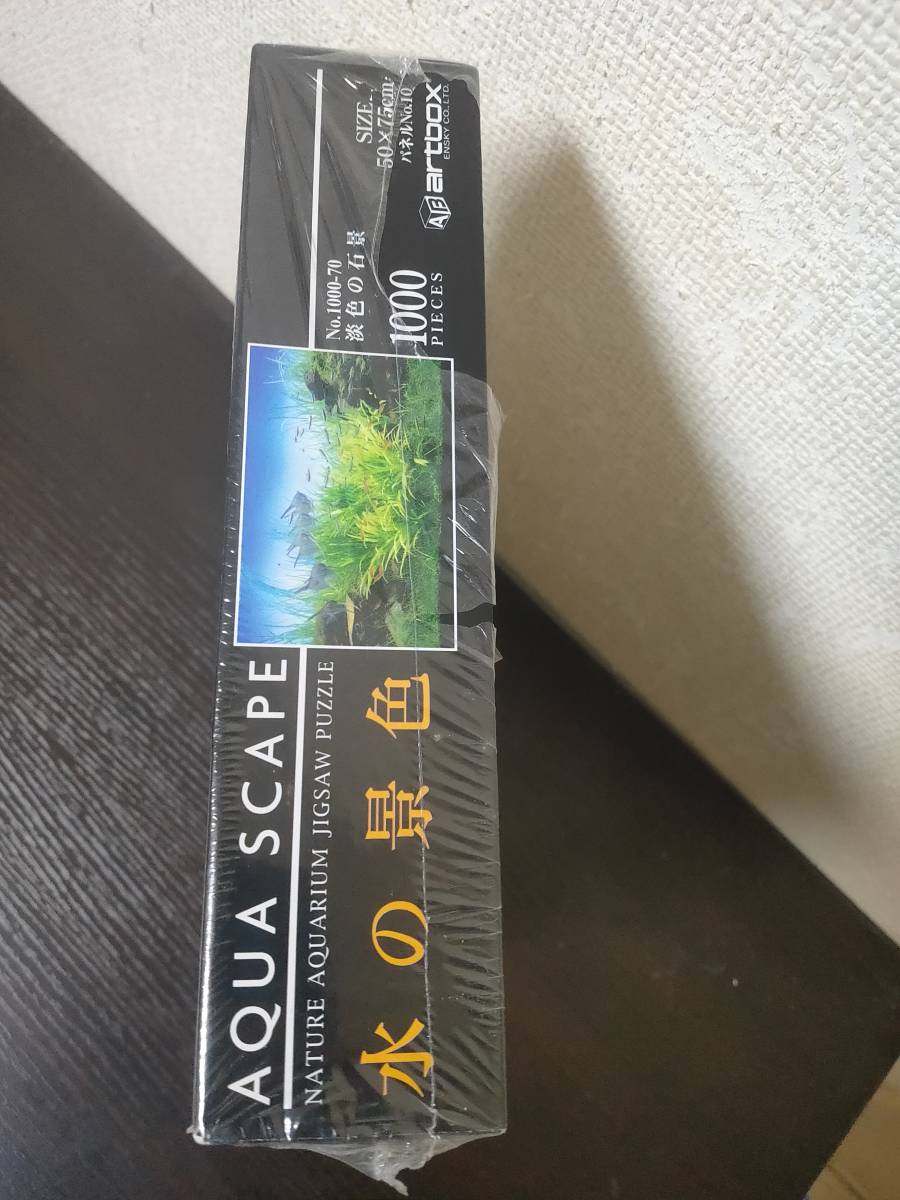 AQUA SCAPE
NATURE AQUARIUM JIGSAW PUZZLE
水の景色
No.1000-70
淡色の石景
1000
PIECES
SIZE
50×75cm
パネルNo.10
artbox
ENSKY CO.,LTD.